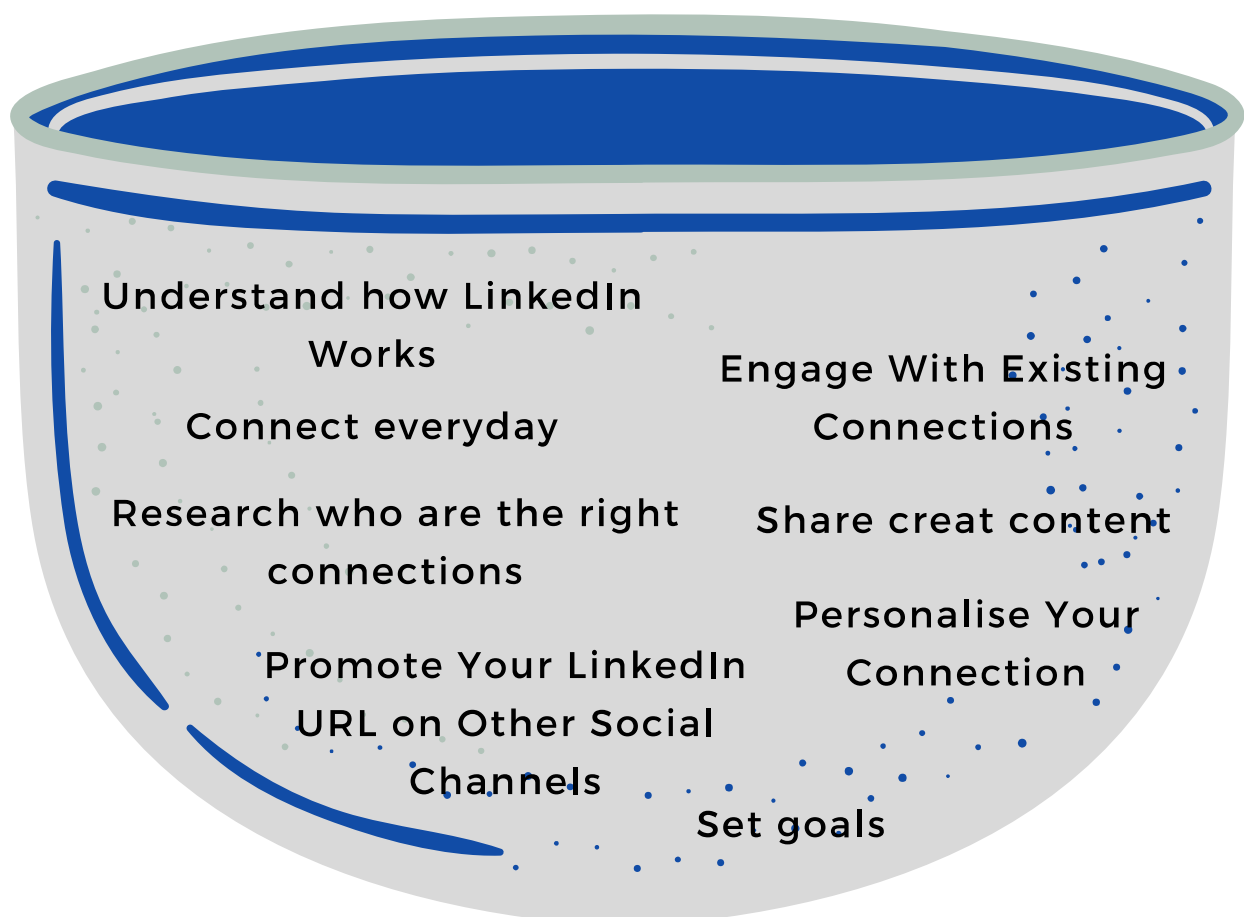 Understand how LinkedIn
Works
Connect everyday
Research who are the right
connections
Promote Your LinkedIn
URL on Other Social
Channels
Engage With Existing
Connections
Share creat content
Personalise Your
Connection
Set goals